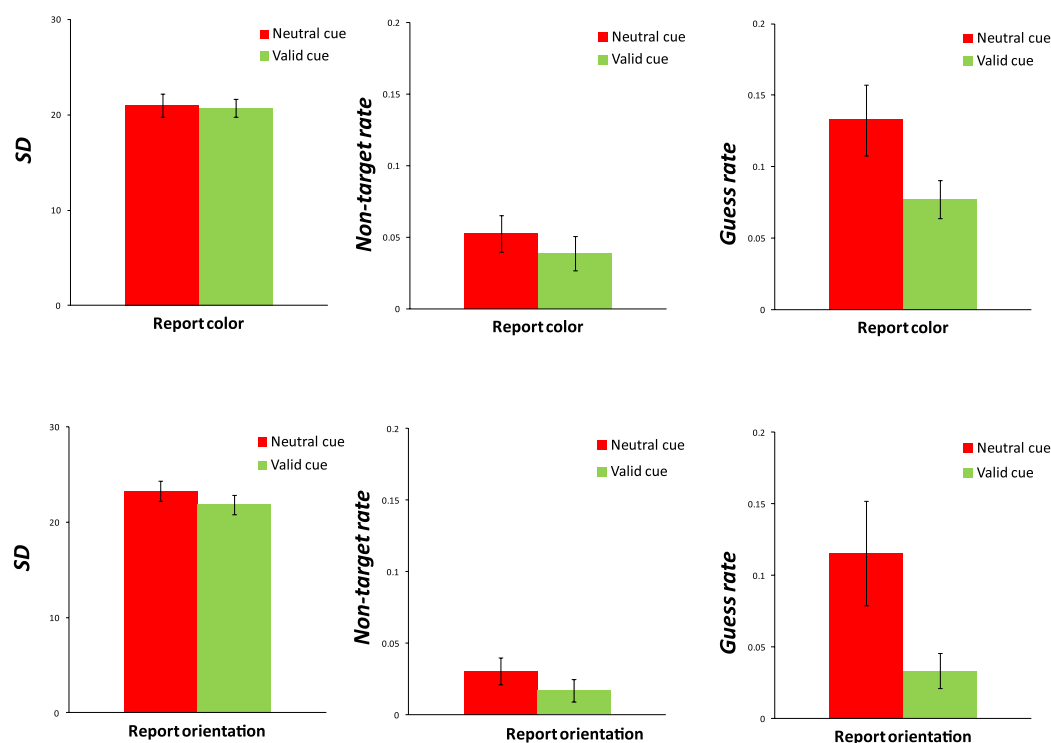 30
20
10
0
SD
Neutral cue
Valid cue
Report color
0.2
0.15
0.1
0.05
0
Non-target rate
Neutral cue
Valid cue
Report color
0.2
0.15
0.1
0.05
0
Guess rate
Neutral cue
Valid cue
Report color
30
20
10
0
SD
Neutral cue
Valid cue
Report orientation
0.2
0.15
0.1
0.05
0
Non-target rate
Neutral cue
Valid cue
Report orientation
0.2
0.15
0.1
0.05
0
Guess rate
Neutral cue
Valid cue
Report orientation